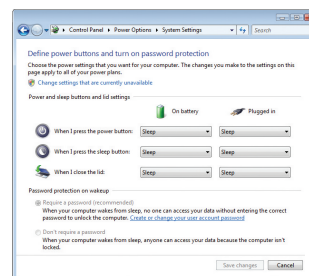 Control Panel ▸ Power Options ▸ System Settings
Search
Define power buttons and turn on password protection
Choose the power settings that you want for your computer. The changes you make to the settings on this
page apply to all of your power plans.
Change settings that are currently unavailable
Power and sleep buttons and lid settings
On battery Plugged in
When I press the power button: Sleep Sleep
When I press the sleep button: Sleep Sleep
When I close the lid: Sleep Sleep
Password protection on wakeup
Require a password (recommended)
When your computer wakes from sleep, no one can access your data without entering the correct
password to unlock the computer. Create or change your user account password
Don't require a password
When your computer wakes from sleep, anyone can access your data because the computer isn't
locked.
Save changes Cancel